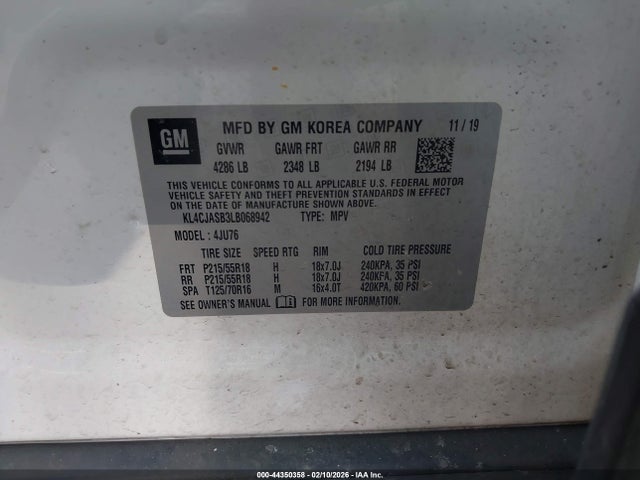 GM
MFD BY GM KOREA COMPANY 11 / 19
GVWR GAWR FRT GAWR RR
4286 LB 2348 LB 2194 LB
THIS VEHICLE CONFORMS TO ALL APPLICABLE U.S. FEDERAL MOTOR
VEHICLE SAFETY AND THEFT PREVENTION STANDARDS IN EFFECT ON
THE DATE OF MANUFACTURE SHOWN ABOVE.
KL4CJASB3LB068942 TYPE: MPV
MODEL : 4JU76
TIRE SIZE SPEED RTG RIM COLD TIRE PRESSURE
FRT P215/55R18 H 18x7.0J 240KPA, 35 PSI
RR P215/55R18 H 18x7.0J 240KPA, 35 PSI
SPA T125/70R16 M 16x4.0T 420KPA, 60 PSI
SEE OWNER'S MANUAL FOR MORE INFORMATION.
000-44350358 - 02/10/2026 - IAA Inc.